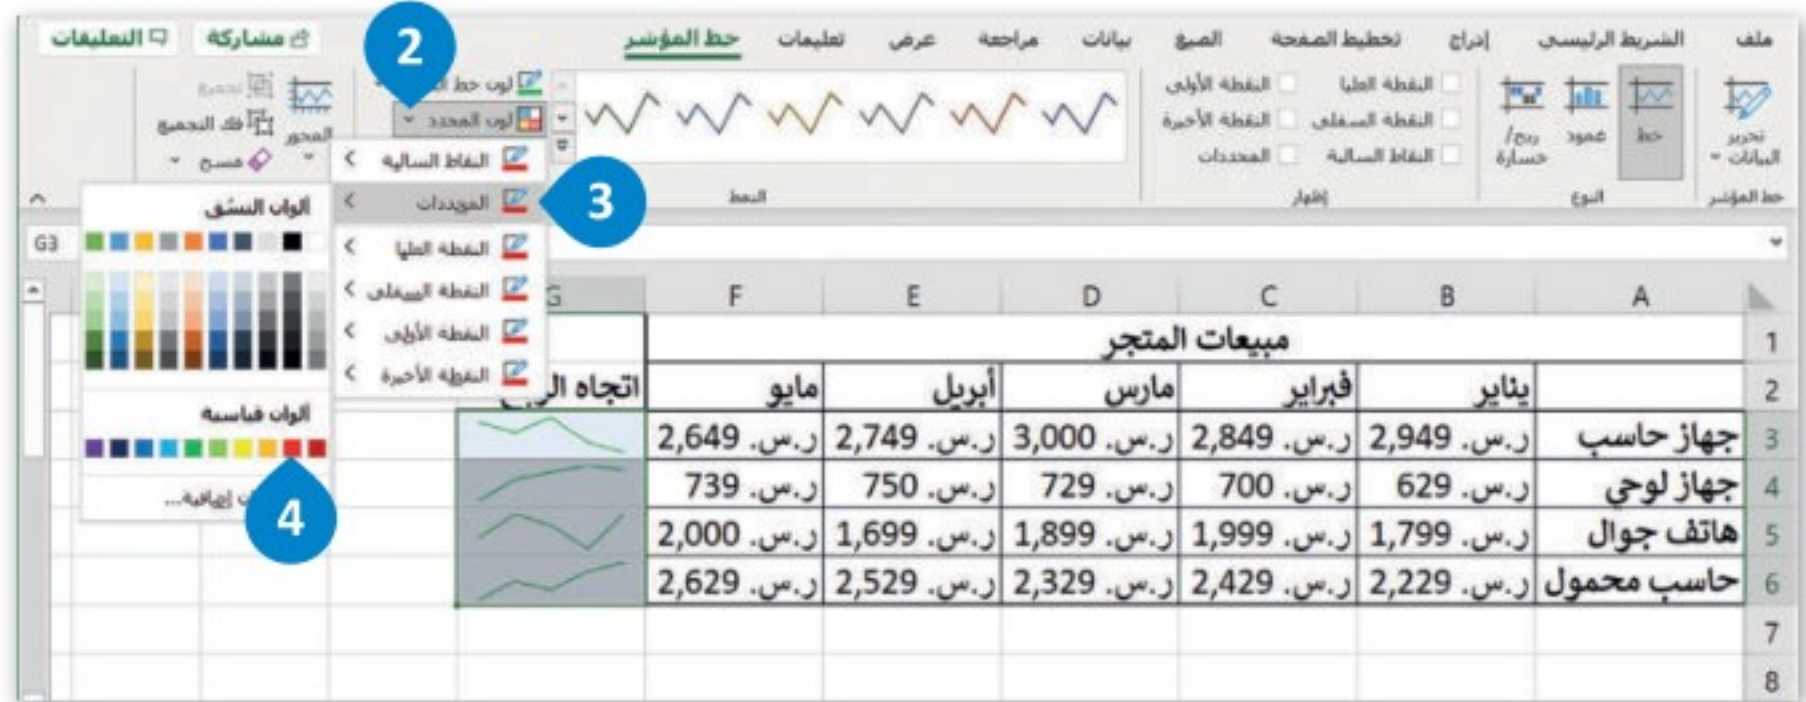 ملف الشريط الرئيسي إدراج تخطيط الصفحة الصيغ بيانات مراجعة عرض تعليمات خط المؤشر مشاركة التعليقات
2
تحرير البيانات
خط
عمود
ربح/ خسارة
النقطة العليا النقطة الأولى
النقطة السفلى النقطة الأخيرة
النقاط السالبة المحددات
لون خط
لون المحدد
المحور
تجميع
فك التجميع
مسح
خط المؤشر النوع إظهار النمط
النقاط السالبة
المحددات
3
النقطة العليا
النقطة السفلى
النقطة الأولى
النقطة الأخيرة
ألوان النسُق
ألوان قياسية
إضافية...
4
G3
A B C D E F G
1 مبيعات المتجر
2 يناير فبراير مارس أبريل مايو اتجاه
3 جهاز حاسب ر.س. 2,949 ر.س. 2,849 ر.س. 3,000 ر.س. 2,749 ر.س. 2,649
4 جهاز لوحي ر.س. 629 ر.س. 700 ر.س. 729 ر.س. 750 ر.س. 739
5 هاتف جوال ر.س. 1,799 ر.س. 1,999 ر.س. 1,899 ر.س. 1,699 ر.س. 2,000
6 حاسب محمول ر.س. 2,229 ر.س. 2,429 ر.س. 2,329 ر.س. 2,529 ر.س. 2,629
7
8